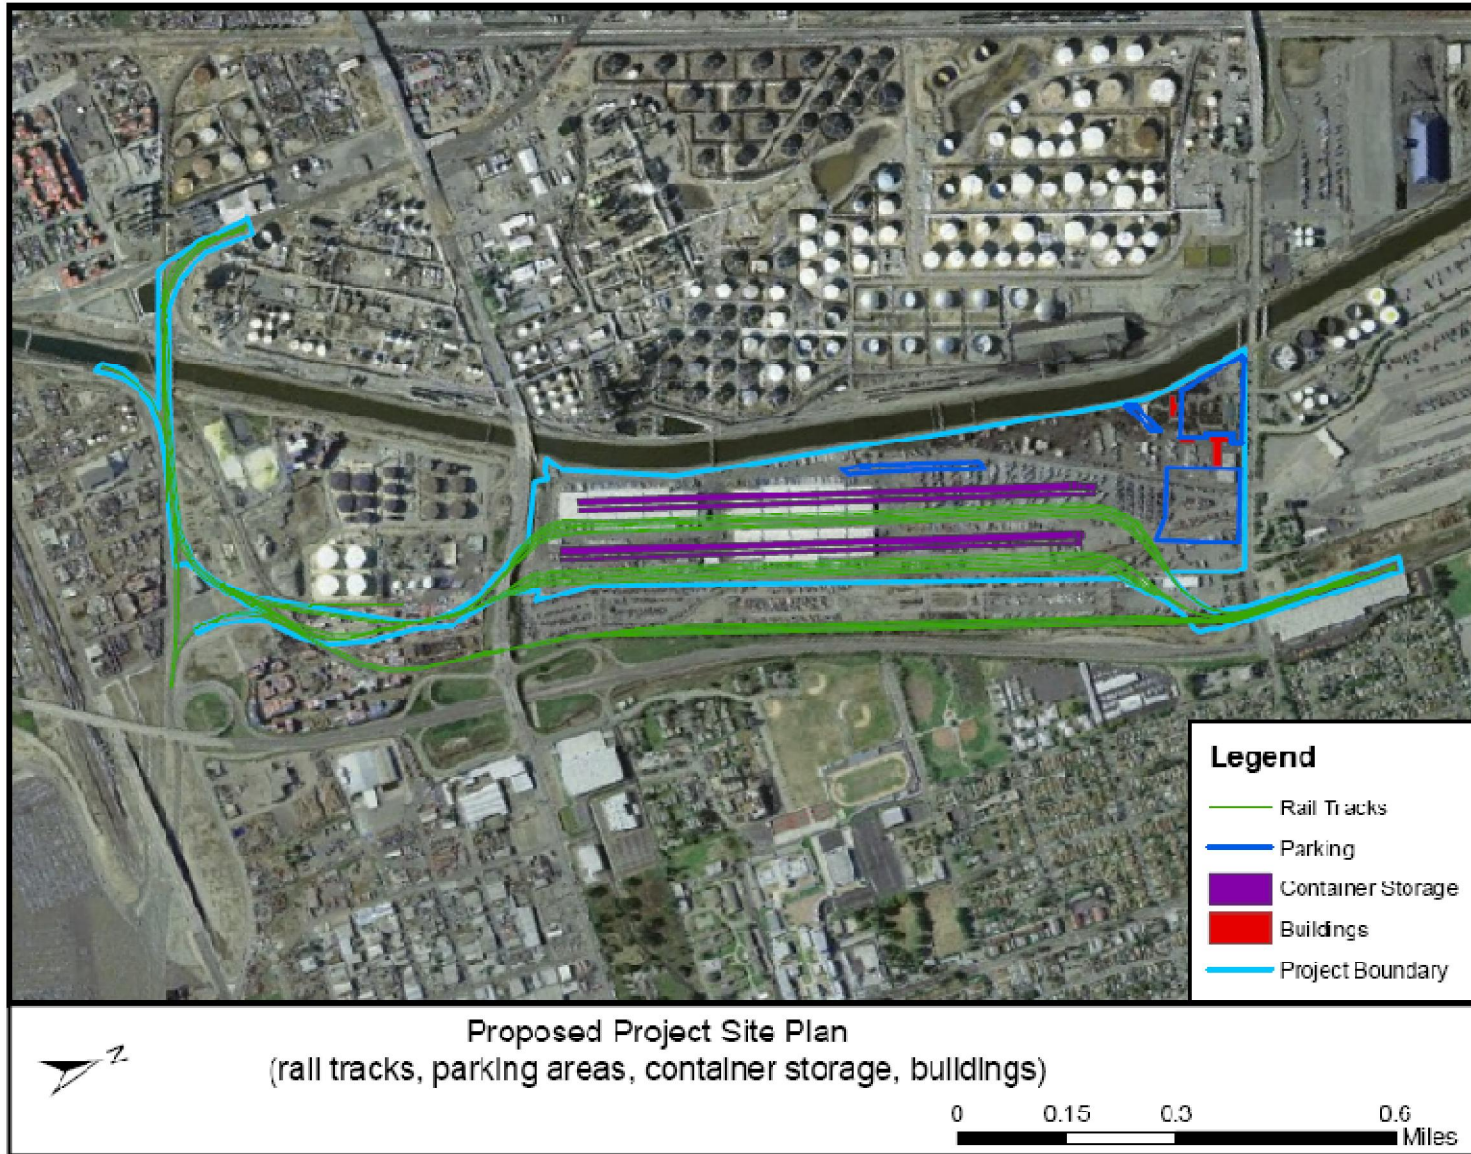 Legend
Rail Tracks
Parking
Container Storage
Buildings
Project Boundary
Proposed Project Site Plan
(rail tracks, parking areas, container storage, buildings)
Z
0 0.15 0.3 0.6
Miles